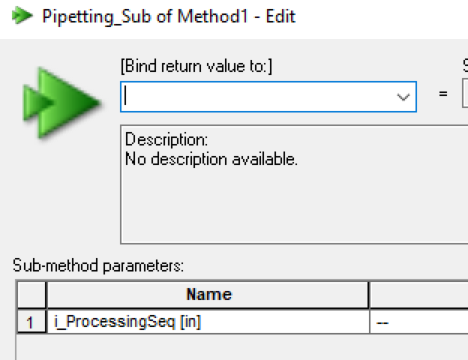 Pipetting_Sub of Method1 - Edit
[Bind return value to:]
=
Description:
No description available.
Sub-method parameters:
Name
1 i_ProcessingSeq [in] --